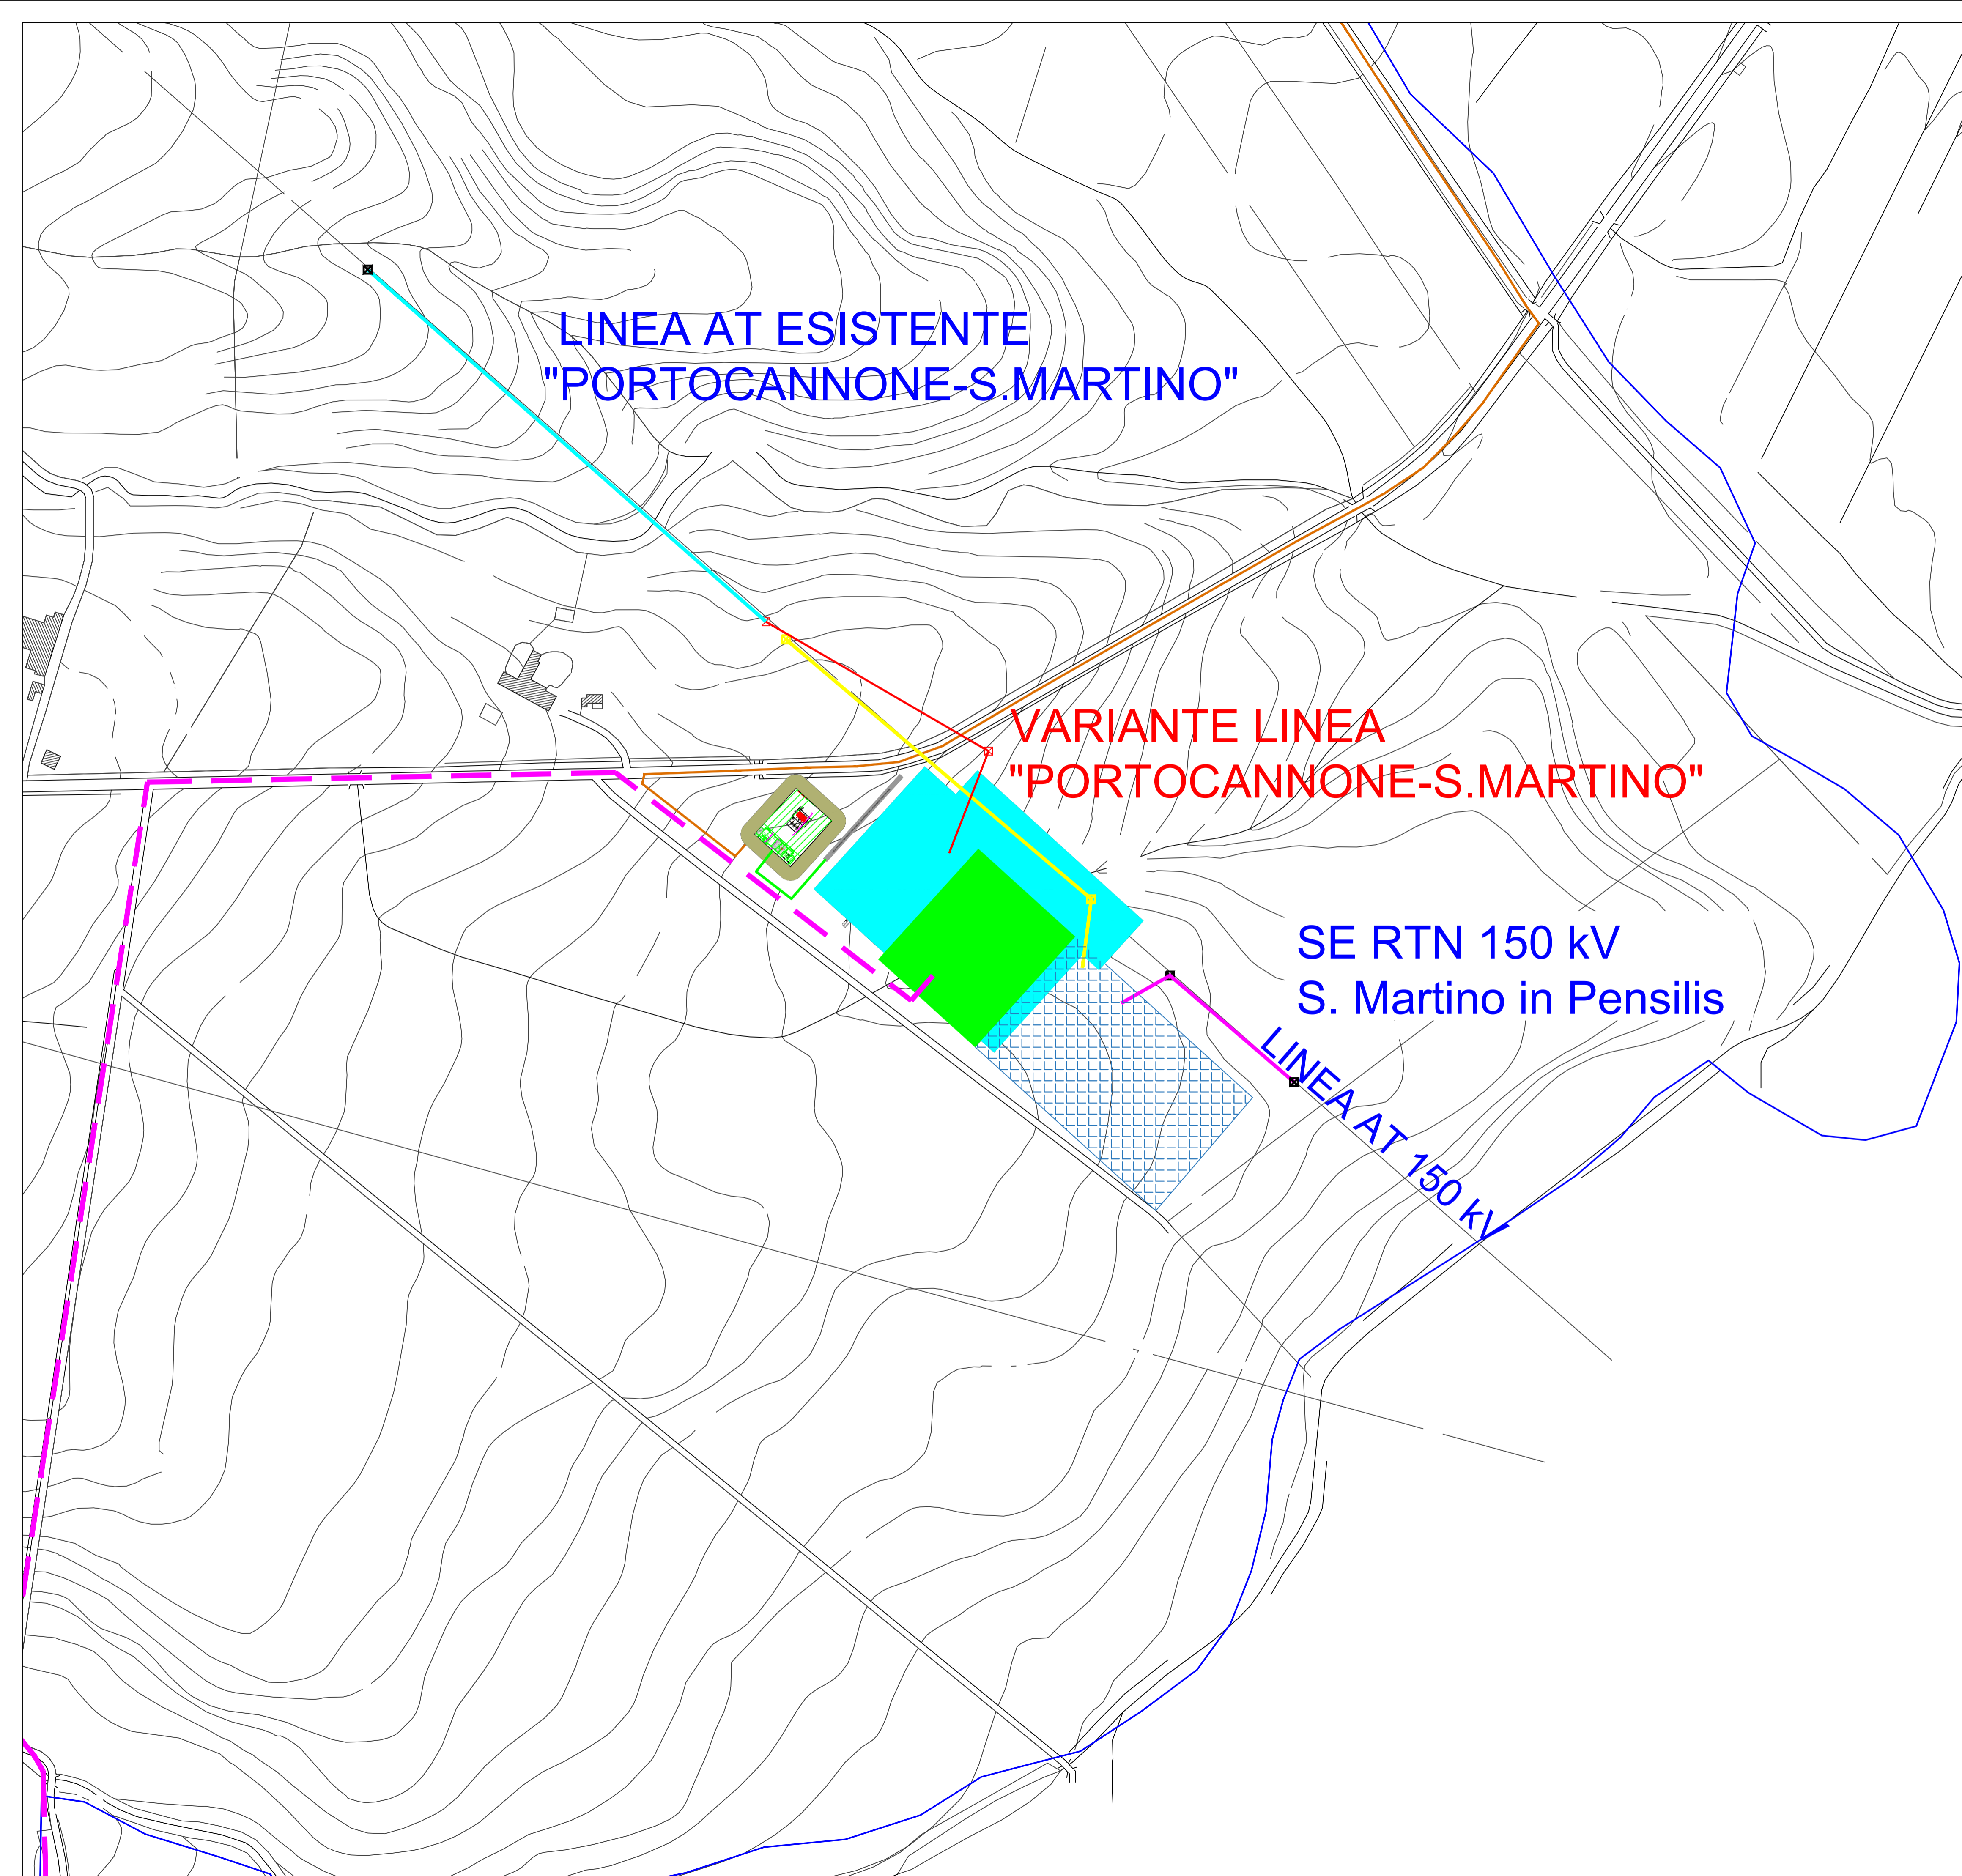 LINEA AT ESISTENTE
"PORTOCANNONE-S.MARTINO"
VARIANTE LINEA
"PORTOCANNONE-S.MARTINO"
SE RTN 150 kV
S. Martino in Pensilis
LINEA AT 150 kV